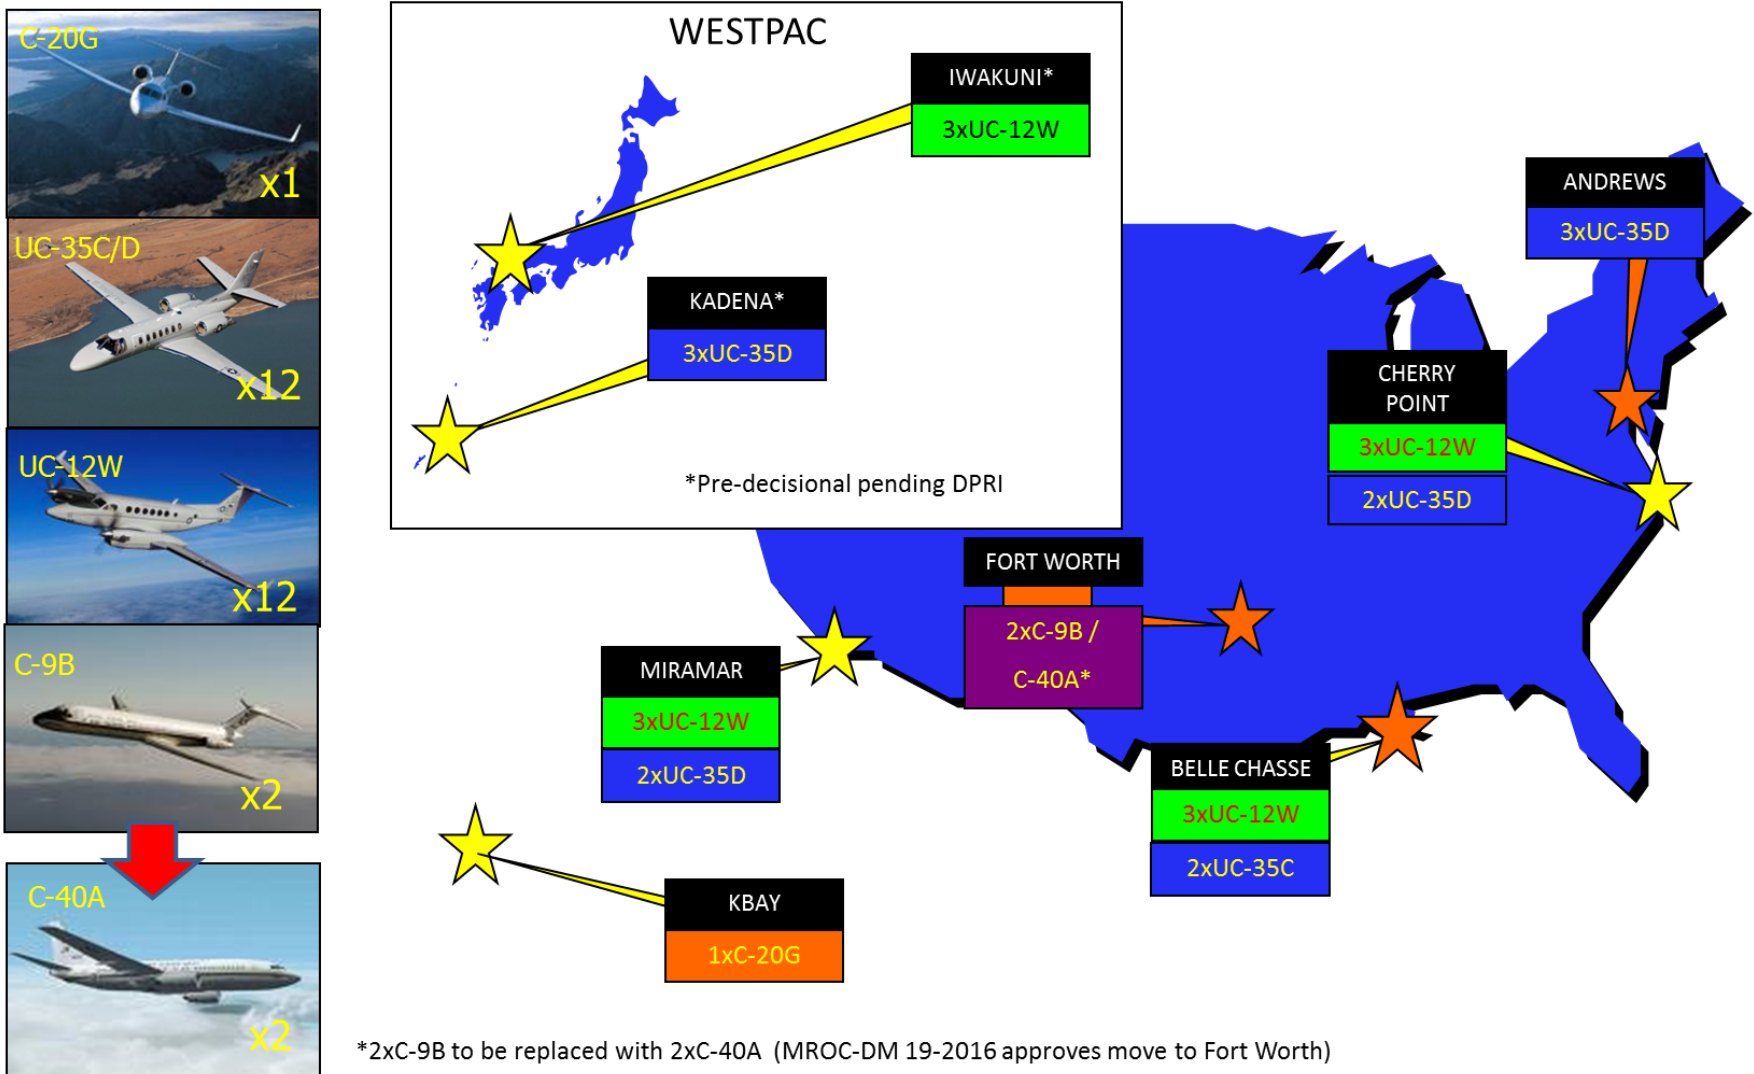 C-20G
x1
UC-35C/D
x12
UC-12W
x12
C-9B
x2
C-40A
x2
WESTPAC
IWAKUNI*
3xUC-12W
KADENA*
3xUC-35D
*Pre-decisional pending DPRI
ANDREWS
3xUC-35D
CHERRY
POINT
3xUC-12W
2xUC-35D
FORT WORTH
2xC-9B /
C-40A*
MIRAMAR
3xUC-12W
2xUC-35D
BELLE CHASSE
3xUC-12W
2xUC-35C
KBAY
1xC-20G
*2xC-9B to be replaced with 2xC-40A (MROC-DM 19-2016 approves move to Fort Worth)